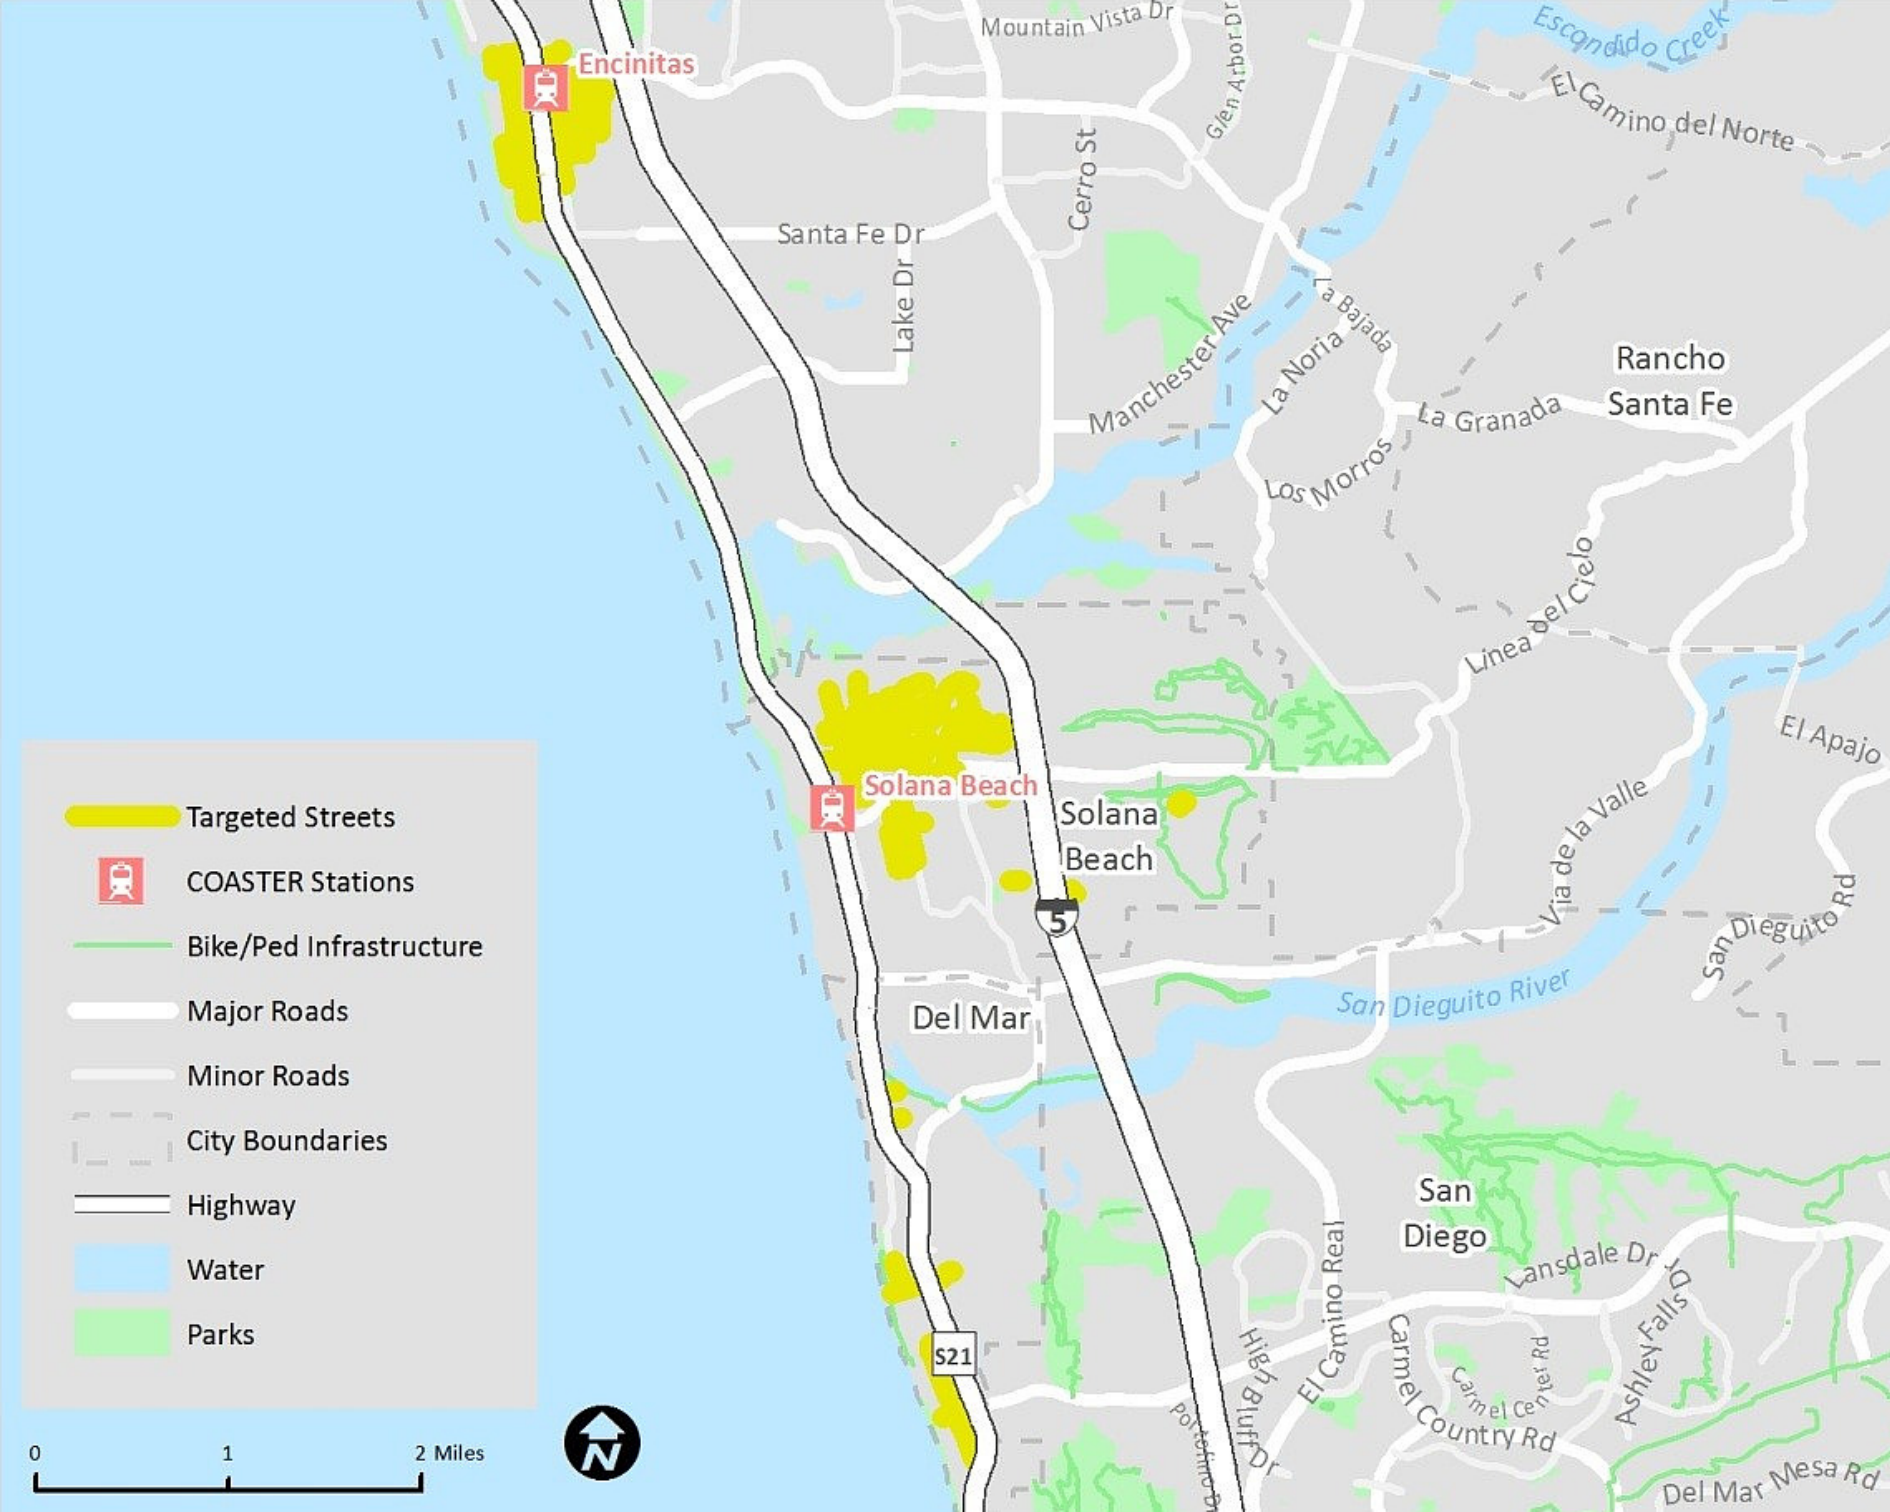 Mountain Vista Dr
Escondido Creek
Encinitas
Glen Arbor Dr
El Camino del Norte
Cerro St
Santa Fe Dr
Lake Dr
La Bajada
Manchester Ave
La Noria
Rancho
Santa Fe
La Granada
Los Morros
Linea del Cielo
El Apajo
Solana Beach
Solana
Beach
Via de la Valle
San Dieguito Rd
5
San Dieguito River
Del Mar
San
Diego
Lansdale Dr
Dr
Ashley Falls
El Camino Real
High Bluff
Dr
Carmel Country Rd
Carmel Center Rd
Portofino D
Del Mar Mesa Rd
S21
Targeted Streets
COASTER Stations
Bike/Ped Infrastructure
Major Roads
Minor Roads
City Boundaries
Highway
Water
Parks
0 1 2 Miles
N